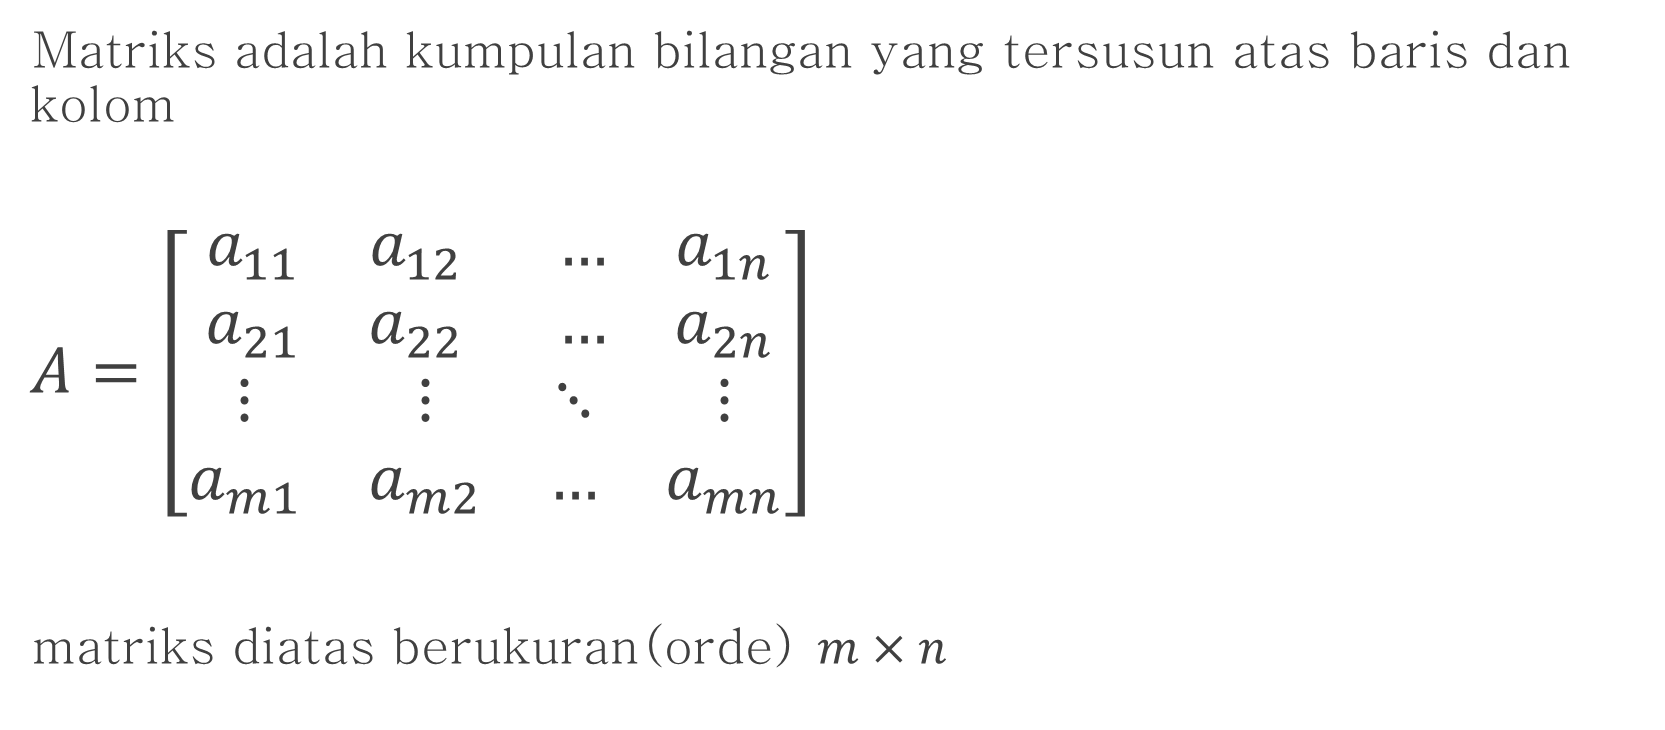 Matriks adalah kumpulan bilangan yang tersusun atas baris dan
kolom
A = [
a₁₁ a₁₂ ... a₁ₙ
a₂₁ a₂₂ ... a₂ₙ
⋮ ⋮ ⋱ ⋮
aₘ₁ aₘ₂ ... aₘₙ
]
matriks diatas berukuran(orde) m × n